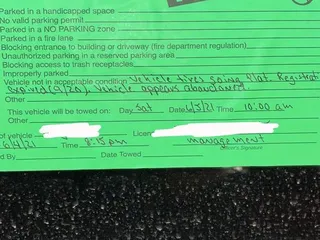 Parked in a handicapped space
No valid parking permit
Parked in a NO PARKING zone
Parked in a fire lane
Blocking entrance to building or driveway (fire department regulation)
Unauthorized parking in a reserved parking area
Blocking access to trash receptacles
Improperly parked
Vehicle not in acceptable condition Vehicle tires going flat. Registrat
expired (9/20). Vehicle appears abandoned.
Other
This vehicle will be towed on: Day Sat Date 6/5/21 Time 10:00 am
Other
of vehicle Licen
6/4/21 Time 8:15pm management
d By Date Towed Signature